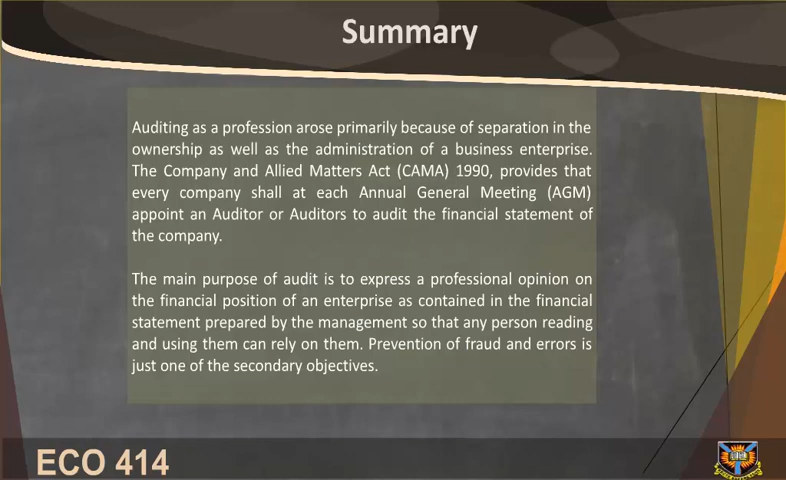 Summary
Auditing as a profession arose primarily because of separation in the
ownership as well as the administration of a business enterprise.
The Company and Allied Matters Act (CAMA) 1990, provides that
every company shall at each Annual General Meeting (AGM)
appoint an Auditor or Auditors to audit the financial statement of
the company.
The main purpose of audit is to express a professional opinion on
the financial position of an enterprise as contained in the financial
statement prepared by the management so that any person reading
and using them can rely on them. Prevention of fraud and errors is
just one of the secondary objectives.
ECO 414